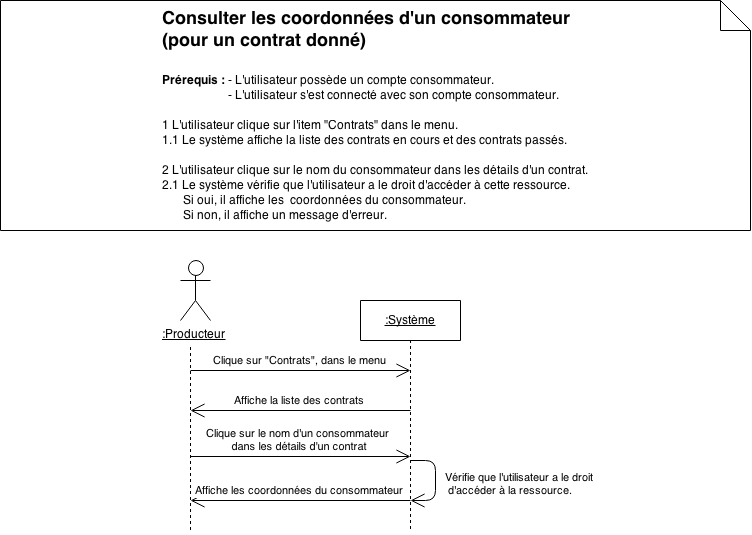 Consulter les coordonnées d'un consommateur
(pour un contrat donné)
Prérequis : - L'utilisateur possède un compte consommateur.
- L'utilisateur s'est connecté avec son compte consommateur.
1 L'utilisateur clique sur l'item "Contrats" dans le menu.
1.1 Le système affiche la liste des contrats en cours et des contrats passés.
2 L'utilisateur clique sur le nom du consommateur dans les détails d'un contrat.
2.1 Le système vérifie que l'utilisateur a le droit d'accéder à cette ressource.
Si oui, il affiche les coordonnées du consommateur.
Si non, il affiche un message d'erreur.
:Producteur
:Système
Clique sur "Contrats", dans le menu
Affiche la liste des contrats
Clique sur le nom d'un consommateur
dans les détails d'un contrat
Vérifie que l'utilisateur a le droit
d'accéder à la ressource.
Affiche les coordonnées du consommateur